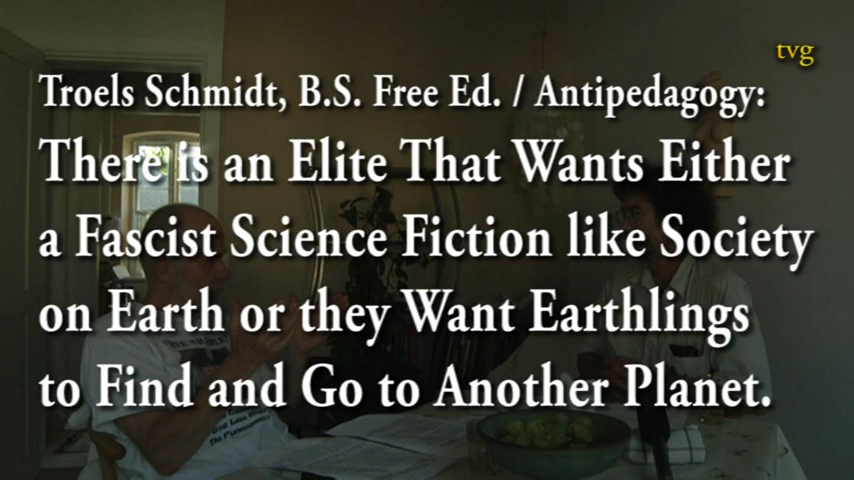 tvg
Troels Schmidt, B.S. Free Ed. / Antipedagogy:
There is an Elite That Wants Either
a Fascist Science Fiction like Society
on Earth or they Want Earthlings
to Find and Go to Another Planet.